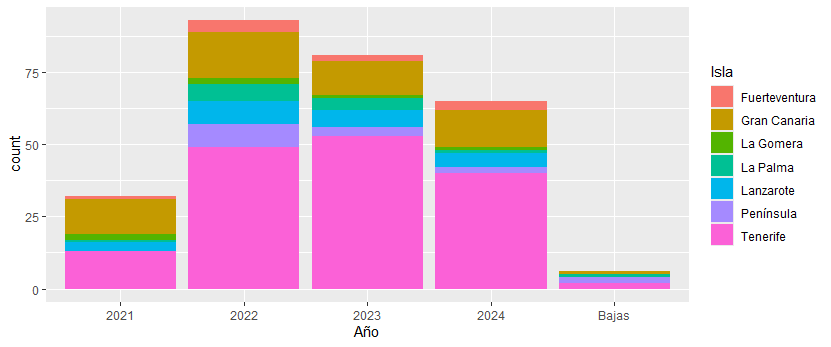 count
75
50
25
0
2021
2022
2023
2024
Bajas
Año
Isla
Fuerteventura
Gran Canaria
La Gomera
La Palma
Lanzarote
Península
Tenerife